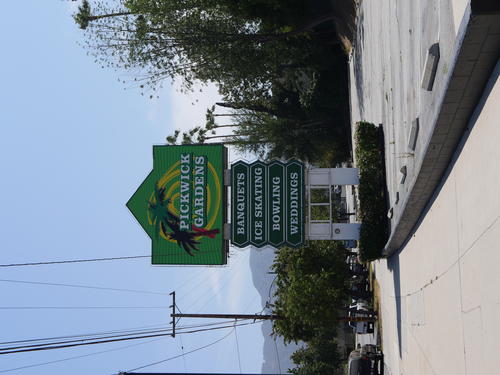 PICKWICK
GARDENS
BANQUETS
ICE SKATING
BOWLING
WEDDINGS